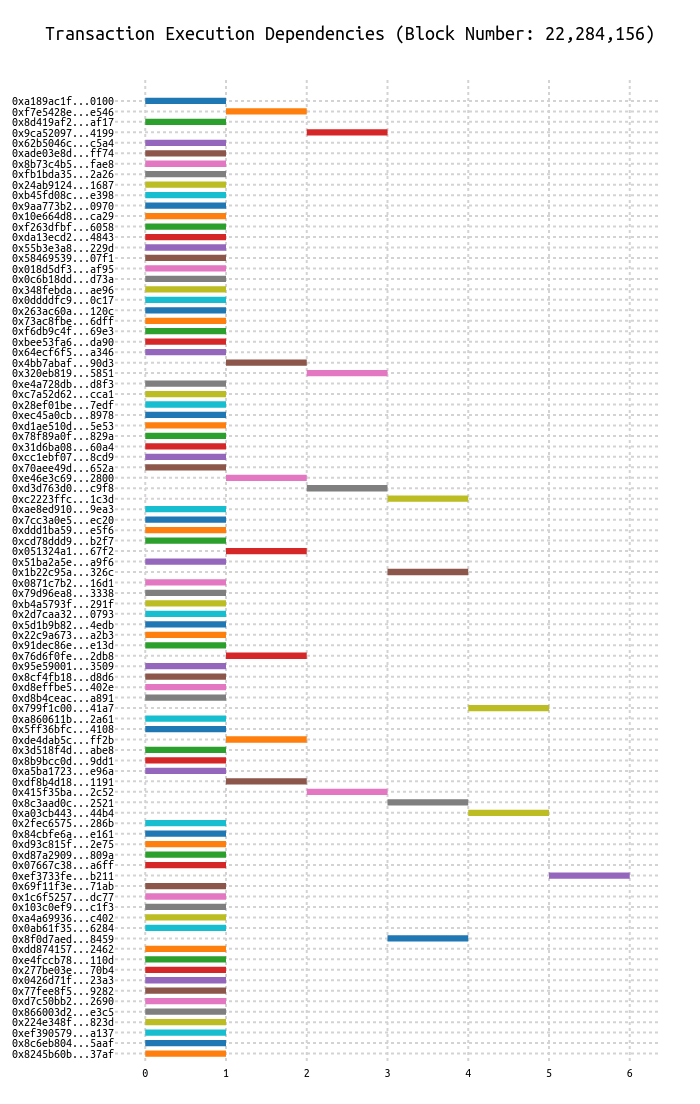 Transaction Execution Dependencies (Block Number: 22,284,156)
0xa189ac1f...0100
0xf7e5428e...e546
0x8d419af2...af17
0x9ca52097...4199
0x62b5046c...c5a4
0xade03e8d...ff74
0x8b73c4b5...fae8
0xfb1bda35...2a26
0x24ab9124...1687
0xb45fd08c...e398
0x9aa773b2...0970
0x10e664d8...ca29
0xf263dfbf...6058
0xda13ecd2...4843
0x55b3e3a8...229d
0x58469539...07f1
0x018d5df3...af95
0x0c6b18dd...d73a
0x348febda...ae96
0x0ddddfc9...0c17
0x263ac60a...120c
0x73ac8fbe...6dff
0xf6db9c4f...69e3
0xbee53fa6...da90
0x64ecf6f5...a346
0x4bb7abaf...90d3
0x320eb819...5851
0xe4a728db...d8f3
0xc7a52d62...cca1
0x28ef01be...7edf
0xec45a0cb...8978
0xd1ae510d...5e53
0x78f89a0f...829a
0x31d6ba08...60a4
0xcc1ebf07...8cd9
0x70aee49d...652a
0xe46e3c69...2800
0xd3d763d0...c9f8
0xc2223ffc...1c3d
0xae8ed910...9ea3
0x7cc3a0e5...ec20
0xddd1ba59...e5f6
0xcd78ddd9...b2f7
0x051324a1...67f2
0x51ba2a5e...a9f6
0x1b22c95a...326c
0x0871c7b2...16d1
0x79d96ea8...3338
0xb4a5793f...291f
0x2d7caa32...0793
0x5d1b9b82...4edb
0x22c9a673...a2b3
0x91dec86e...e13d
0x76d6f0fe...2db8
0x95e59001...3509
0x8cf4fb18...d8d6
0xd8effbe5...402e
0xd8b4ceac...a891
0x799f1c00...41a7
0xa860611b...2a61
0x5ff36bfc...4108
0xde4dab5c...ff2b
0x3d518f4d...abe8
0x8b9bcc0d...9dd1
0xa5ba1723...e96a
0xdf8b4d18...1191
0x415f35ba...2c52
0x8c3aad0c...2521
0xa03cb443...44b4
0x2fec6575...286b
0x84cbfe6a...e161
0xd93c815f...2e75
0xd87a2909...809a
0x07667c38...a6ff
0xef3733fe...b211
0x69f11f3e...71ab
0x1c6f5257...dc77
0x103c0ef9...c1f3
0xa4a69936...c402
0x0ab61f35...6284
0x8f0d7aed...8459
0xdd874157...2462
0xe4fccb78...110d
0x277be03e...70b4
0x0426d71f...23a3
0x77fee8f5...9282
0xd7c50bb2...2690
0x866003d2...e3c5
0x224e348f...823d
0xef390579...a137
0x8c6eb804...5aaf
0x8245b60b...37af
0 1 2 3 4 5 6